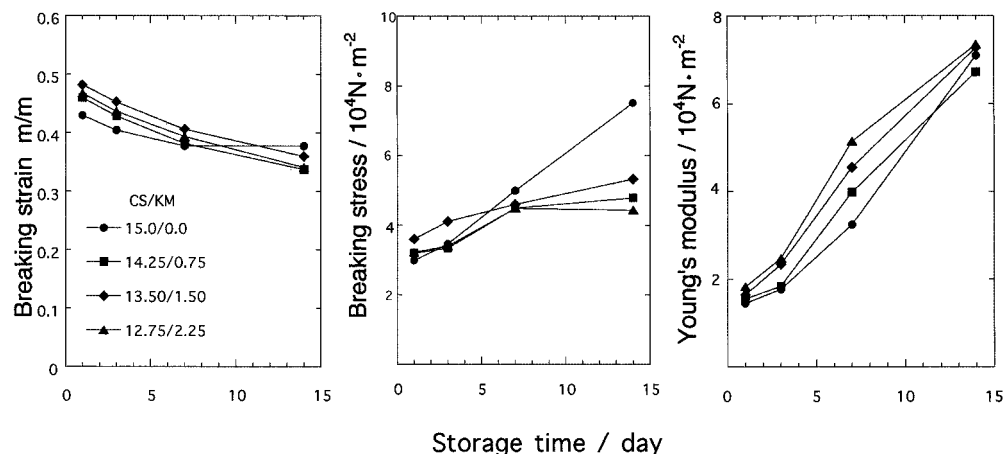 Breaking strain m/m
0.6
0.5
0.4
0.3
0.2
0.1
0
CS/KM
15.0/0.0
14.25/0.75
13.50/1.50
12.75/2.25
0 5 10 15
Breaking stress / 10⁴N·m⁻²
8
6
4
2
0 5 10 15
Young's modulus / 10⁴N·m⁻²
8
6
4
2
0 5 10 15
Storage time / day